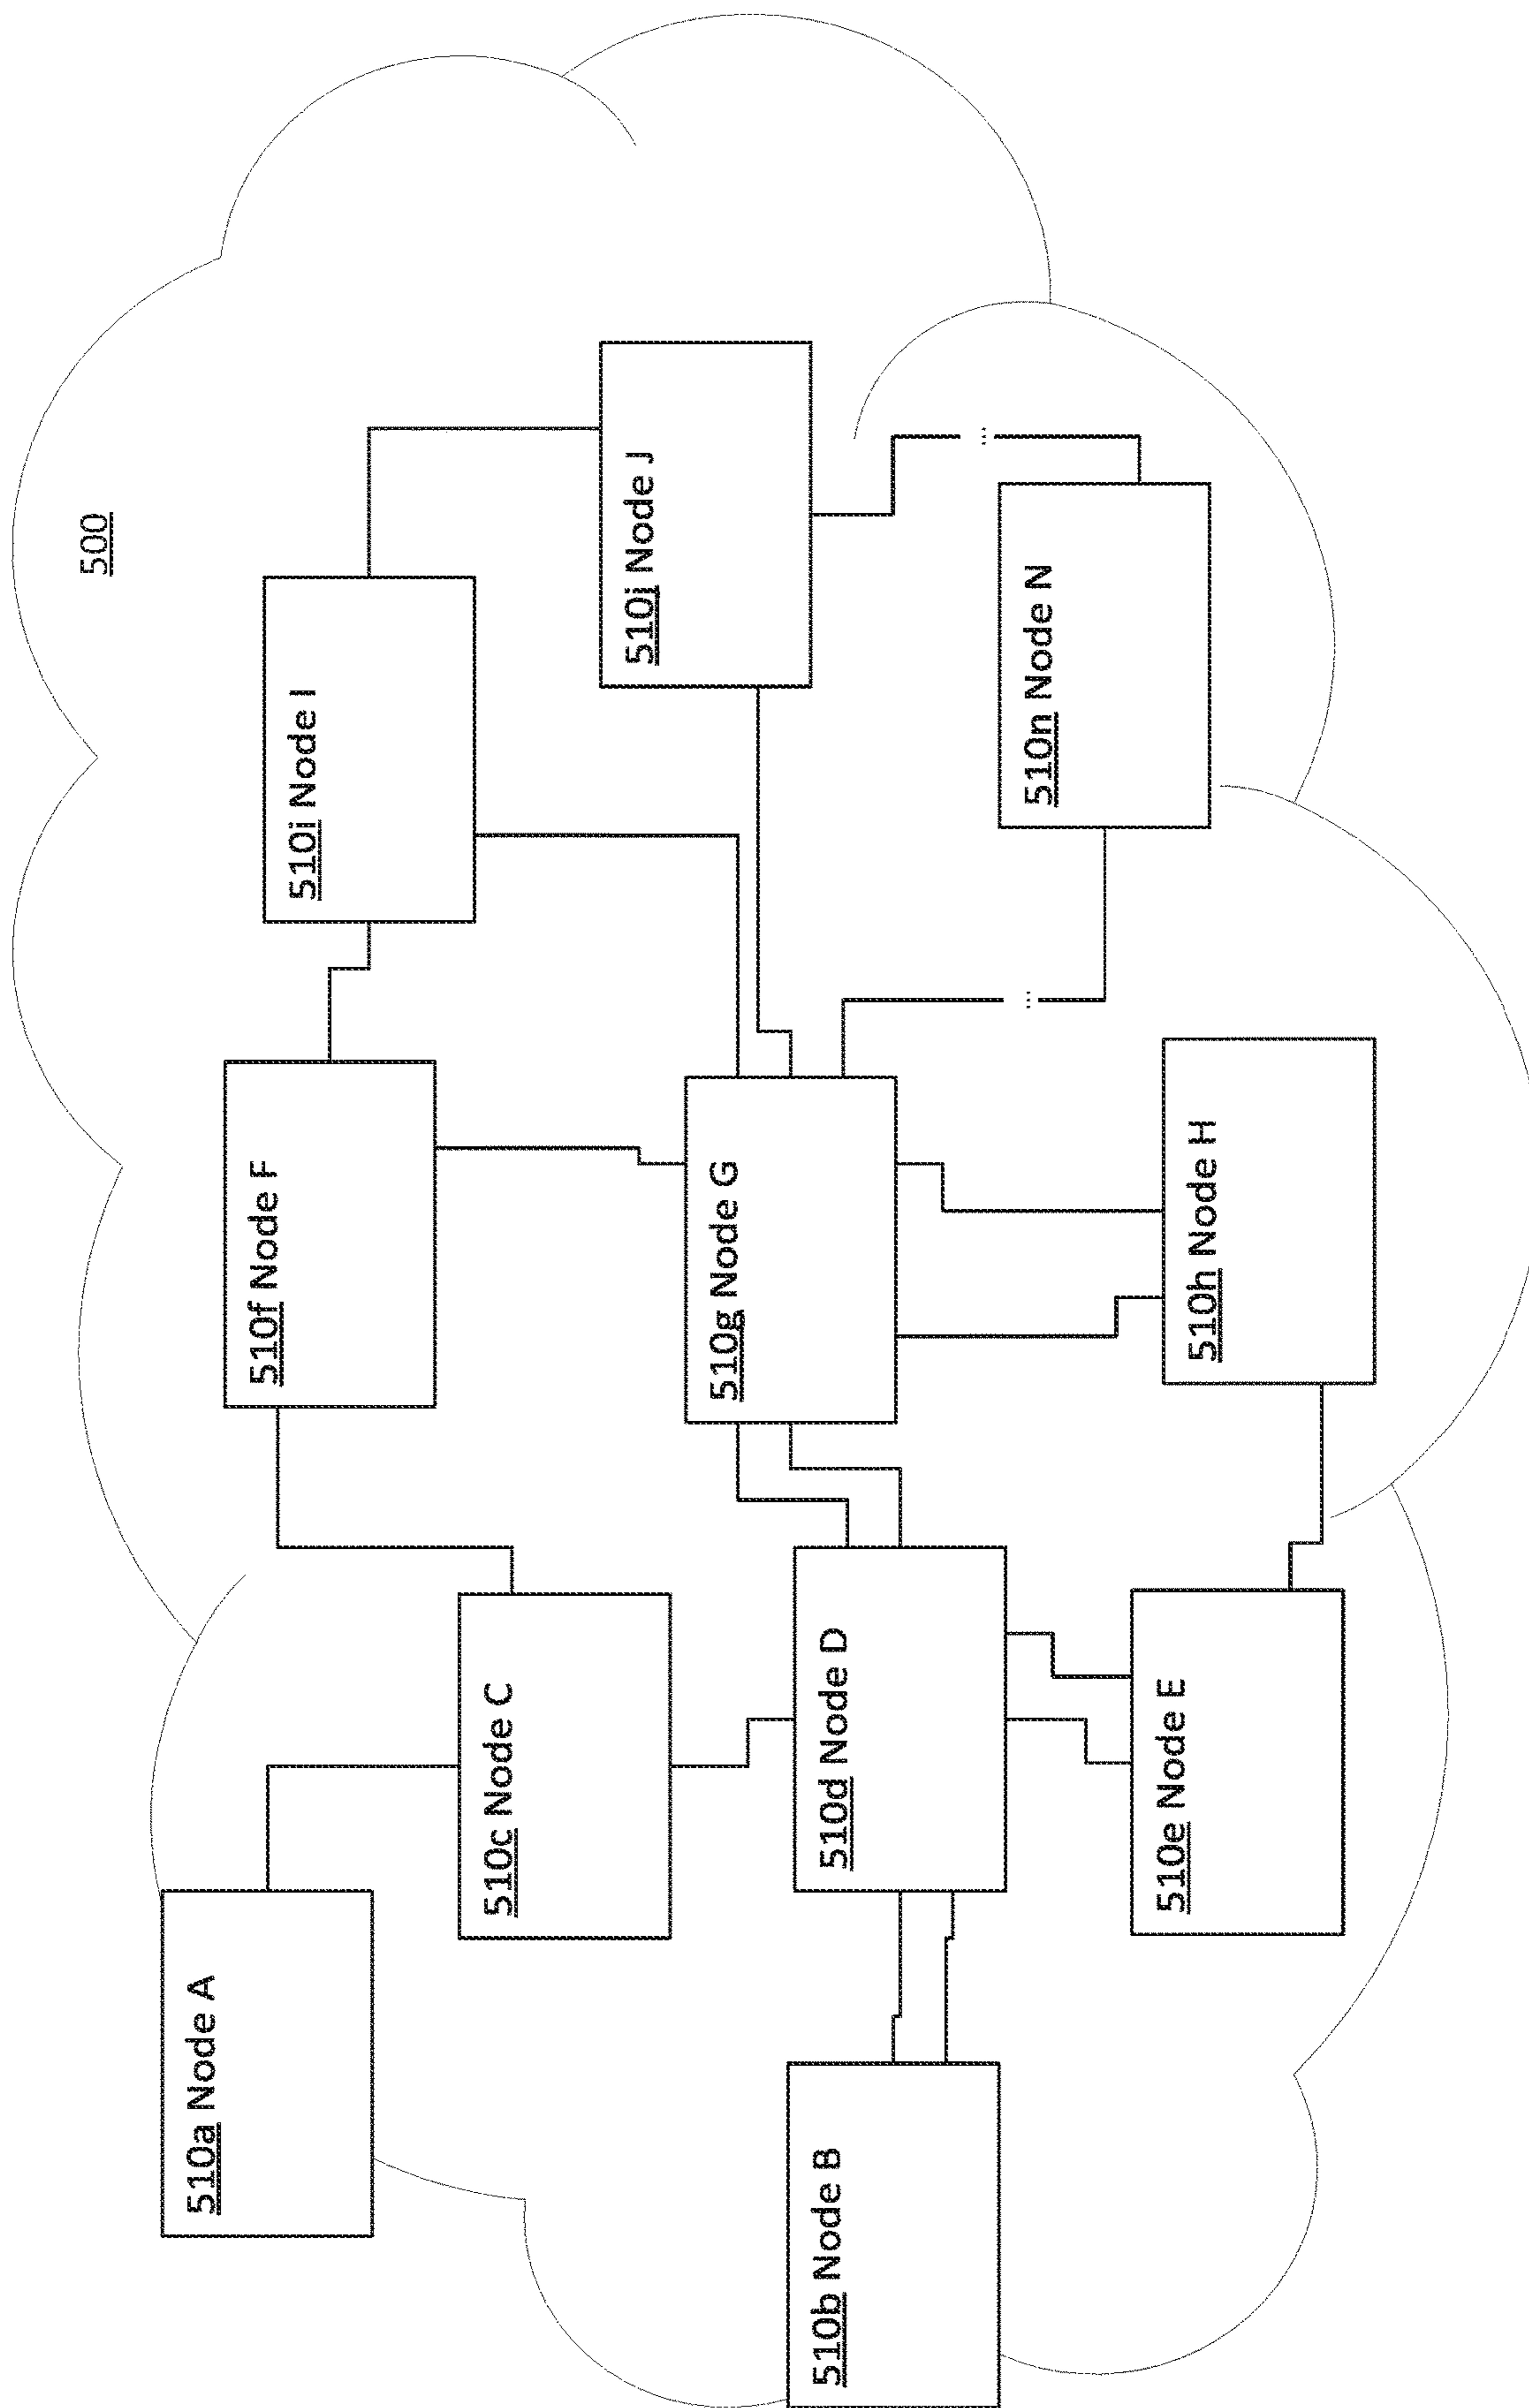 500
510a Node A
510f Node F
510i Node I
510c Node C
510j Node J
510g Node G
510b Node B
510d Node D
510n Node N
...
...
510e Node E
510h Node H